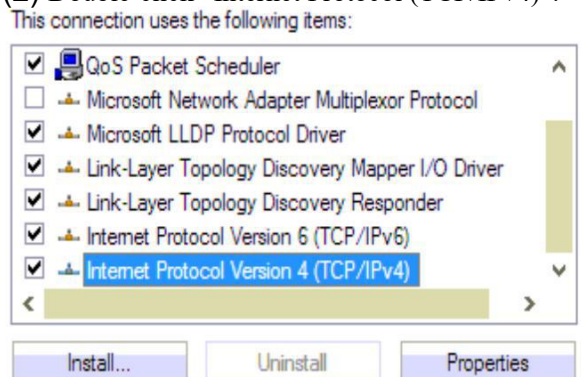 This connection uses the following items:
QoS Packet Scheduler
Microsoft Network Adapter Multiplexor Protocol
Microsoft LLDP Protocol Driver
Link-Layer Topology Discovery Mapper I/O Driver
Link-Layer Topology Discovery Responder
Internet Protocol Version 6 (TCP/IPv6)
Internet Protocol Version 4 (TCP/IPv4)
Install... Uninstall Properties